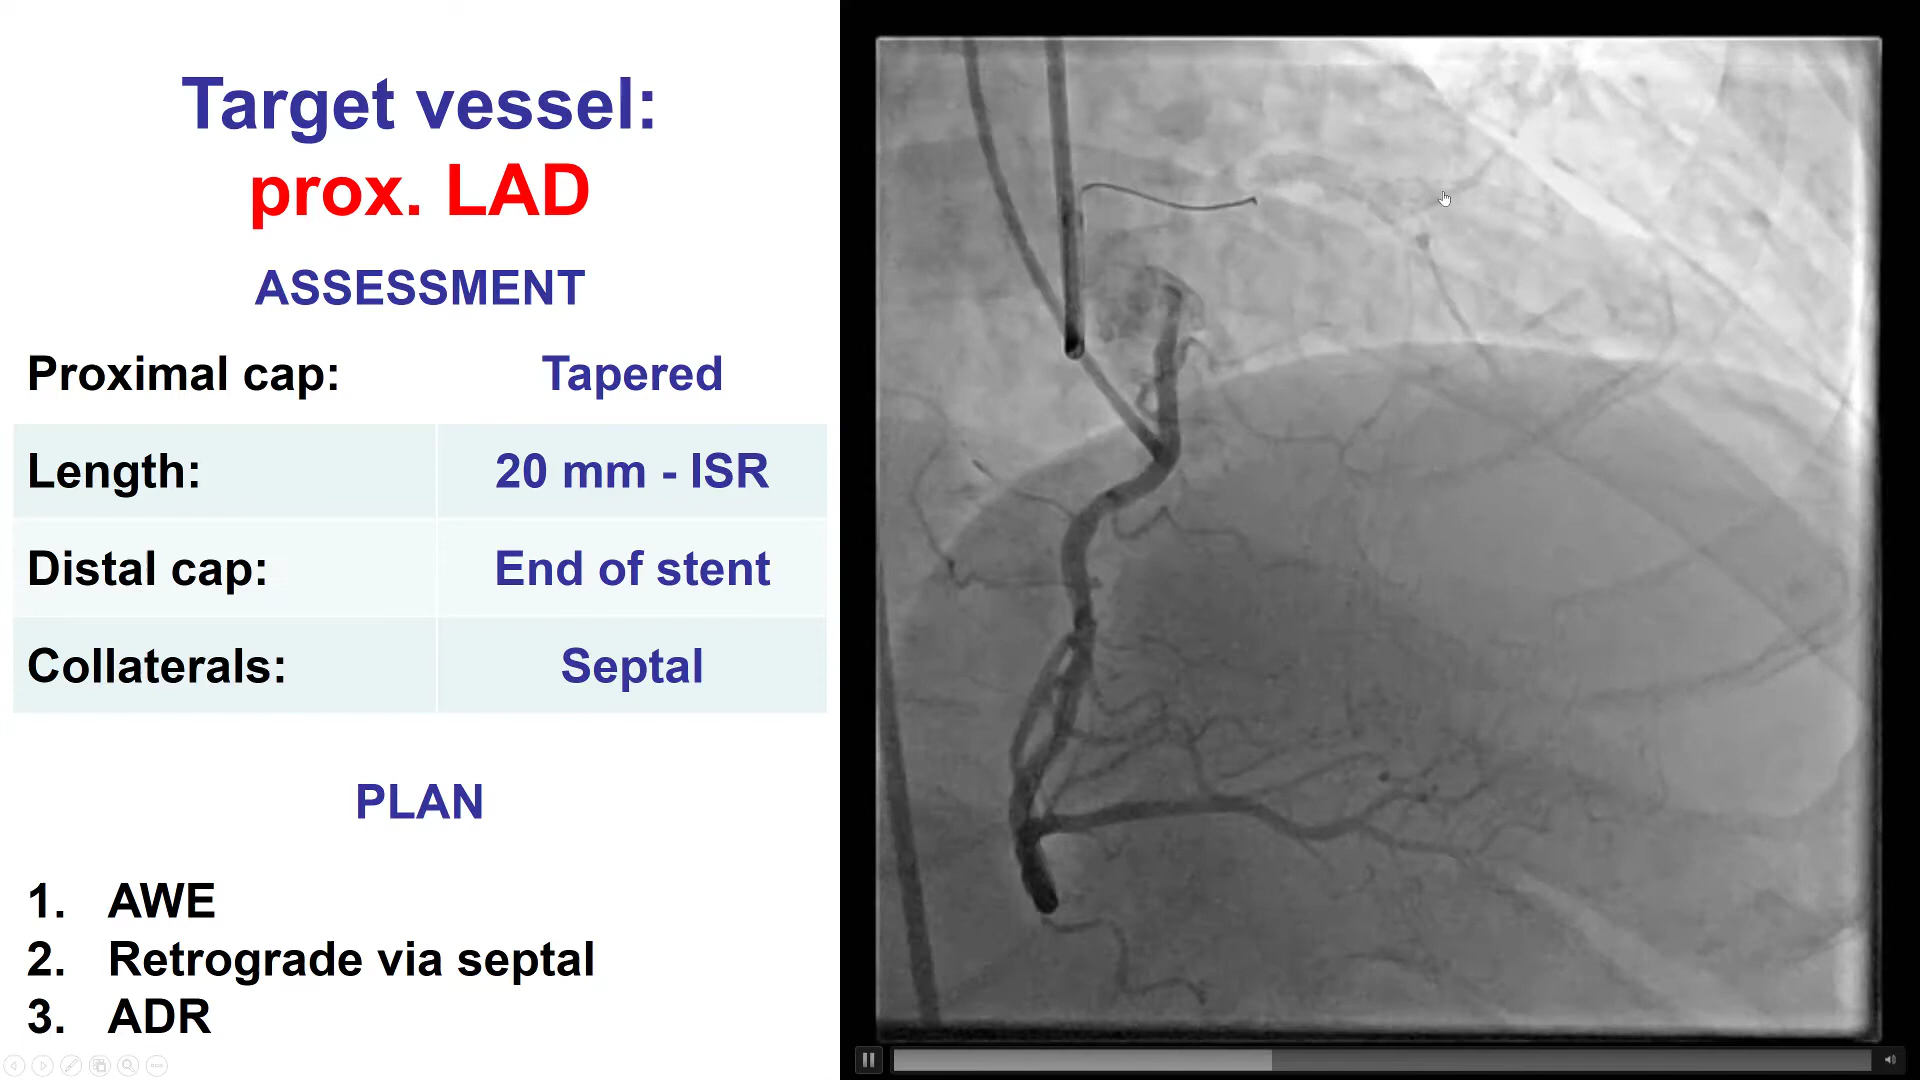 Target vessel:
prox. LAD
ASSESSMENT
Proximal cap: Tapered
Length: 20 mm - ISR
Distal cap: End of stent
Collaterals: Septal
PLAN
1. AWE
2. Retrograde via septal
3. ADR